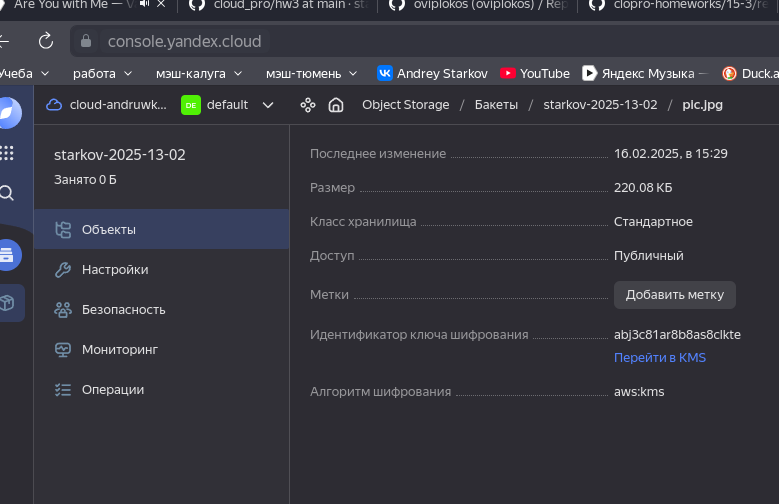 Are You with Me — V
cloud_pro/hw3 at main · sta
oviplokos (oviplokos) / Rep
clopro-homeworks/15-3/re
console.yandex.cloud
Учеба
работа
мэш-калуга
мэш-тюмень
Andrey Starkov
YouTube
Яндекс Музыка —
Duck.a
cloud-andruwk...
DE
default
Object Storage / Бакеты / starkov-2025-13-02 / pic.jpg
starkov-2025-13-02
Занято 0 Б
Объекты
Настройки
Безопасность
Мониторинг
Операции
Последнее изменение 16.02.2025, в 15:29
Размер 220.08 КБ
Класс хранилища Стандартное
Доступ Публичный
Метки Добавить метку
Идентификатор ключа шифрования abj3c81ar8b8as8clkte
Перейти в KMS
Алгоритм шифрования aws:kms